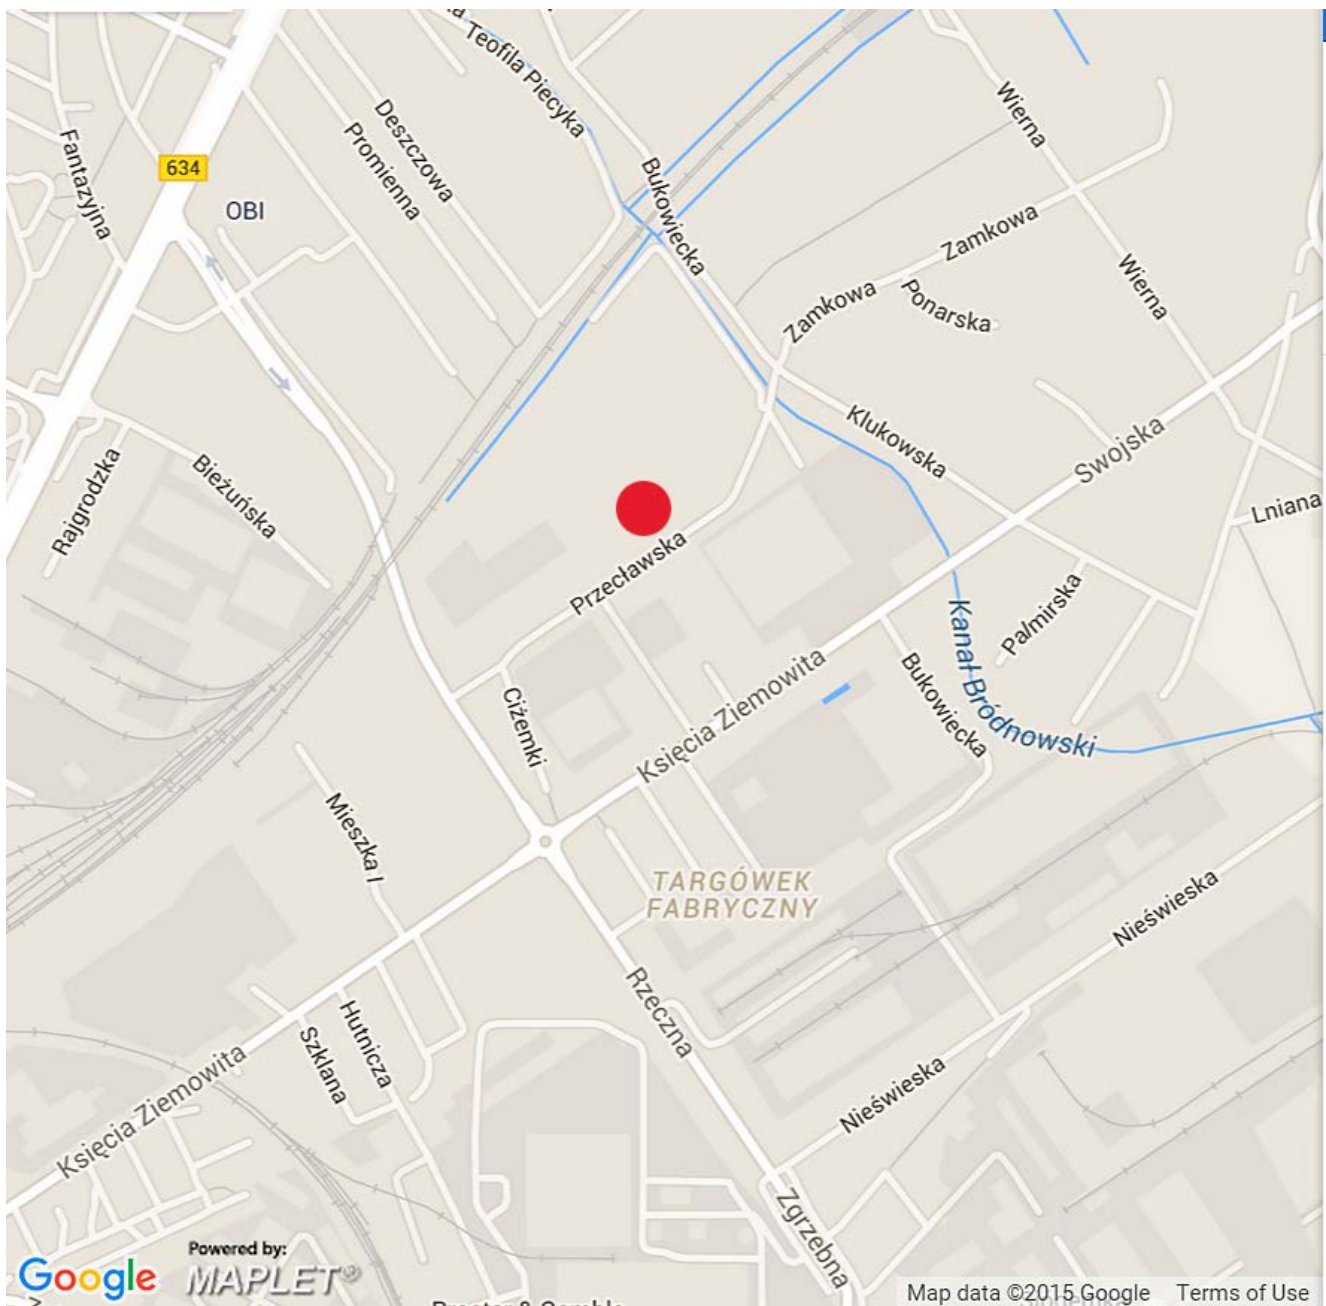 Teofila Piecyka
Deszczowa
Promienna
Fantazyjna
634
OBI
Bukowiecka
Wierna
Zamkowa
Zamkowa
Ponarska
Wierna
Klukowska
Swojska
Lniana
Rajgrodzka
Bieżuńska
Przecławska
Palmirska
Kanał Bródnowski
Bukowiecka
Księcia Ziemowita
Ciżemki
Mieszka I
TARGÓWEK
FABRYCZNY
Nieświeska
Rzeczna
Hutnicza
Szklana
Księcia Ziemowita
Nieświeska
Zgrzebna
Powered by:
Google
MAPLET®
Map data ©2015 Google
Terms of Use
Procter & Gamble